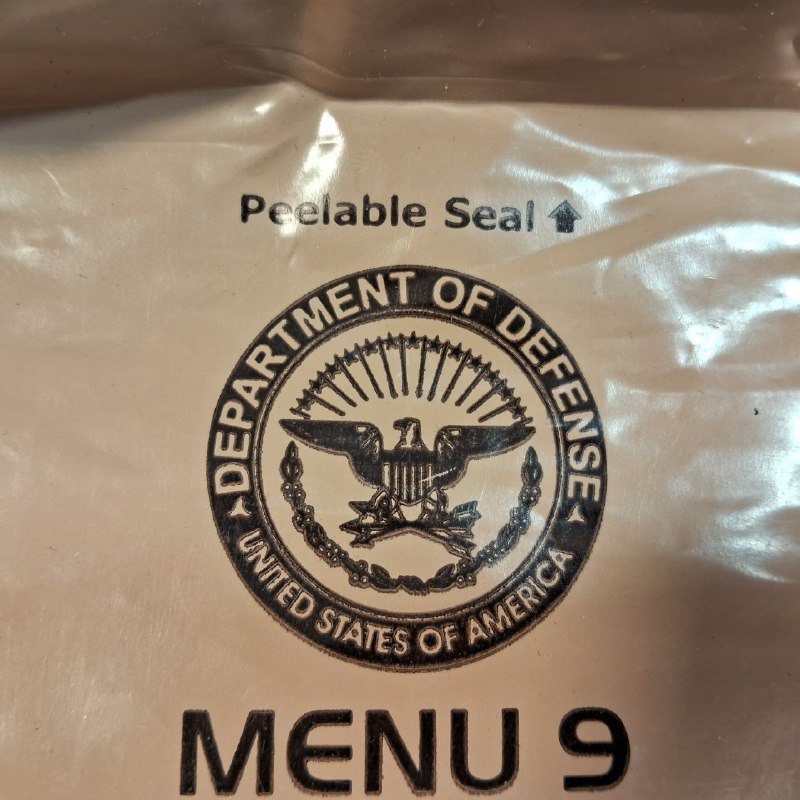 Peelable Seal
DEPARTMENT OF DEFENSE
UNITED STATES OF AMERICA
MENU 9